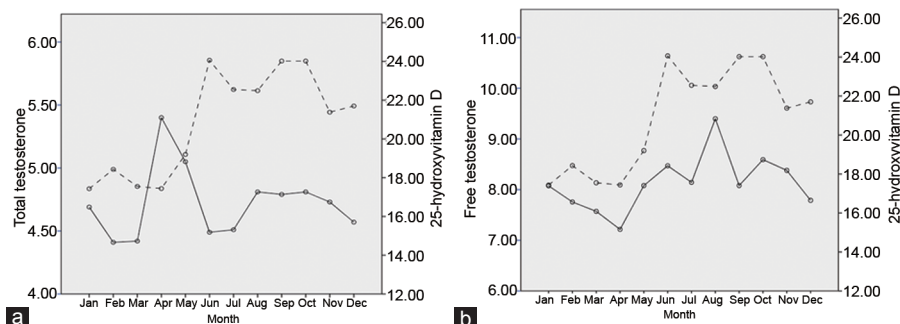 Total testosterone
6.00
5.50
5.00
4.50
4.00
26.00
24.00
22.00
20.00
18.00
16.00
14.00
12.00
25-hydroxyvitamin D
Jan Feb Mar Apr May Jun Jul Aug Sep Oct Nov Dec
Month
a
Free testosterone
11.00
10.00
9.00
8.00
7.00
6.00
26.00
24.00
22.00
20.00
18.00
16.00
14.00
12.00
25-hydroxyvitamin D
Jan Feb Mar Apr May Jun Jul Aug Sep Oct Nov Dec
Month
b